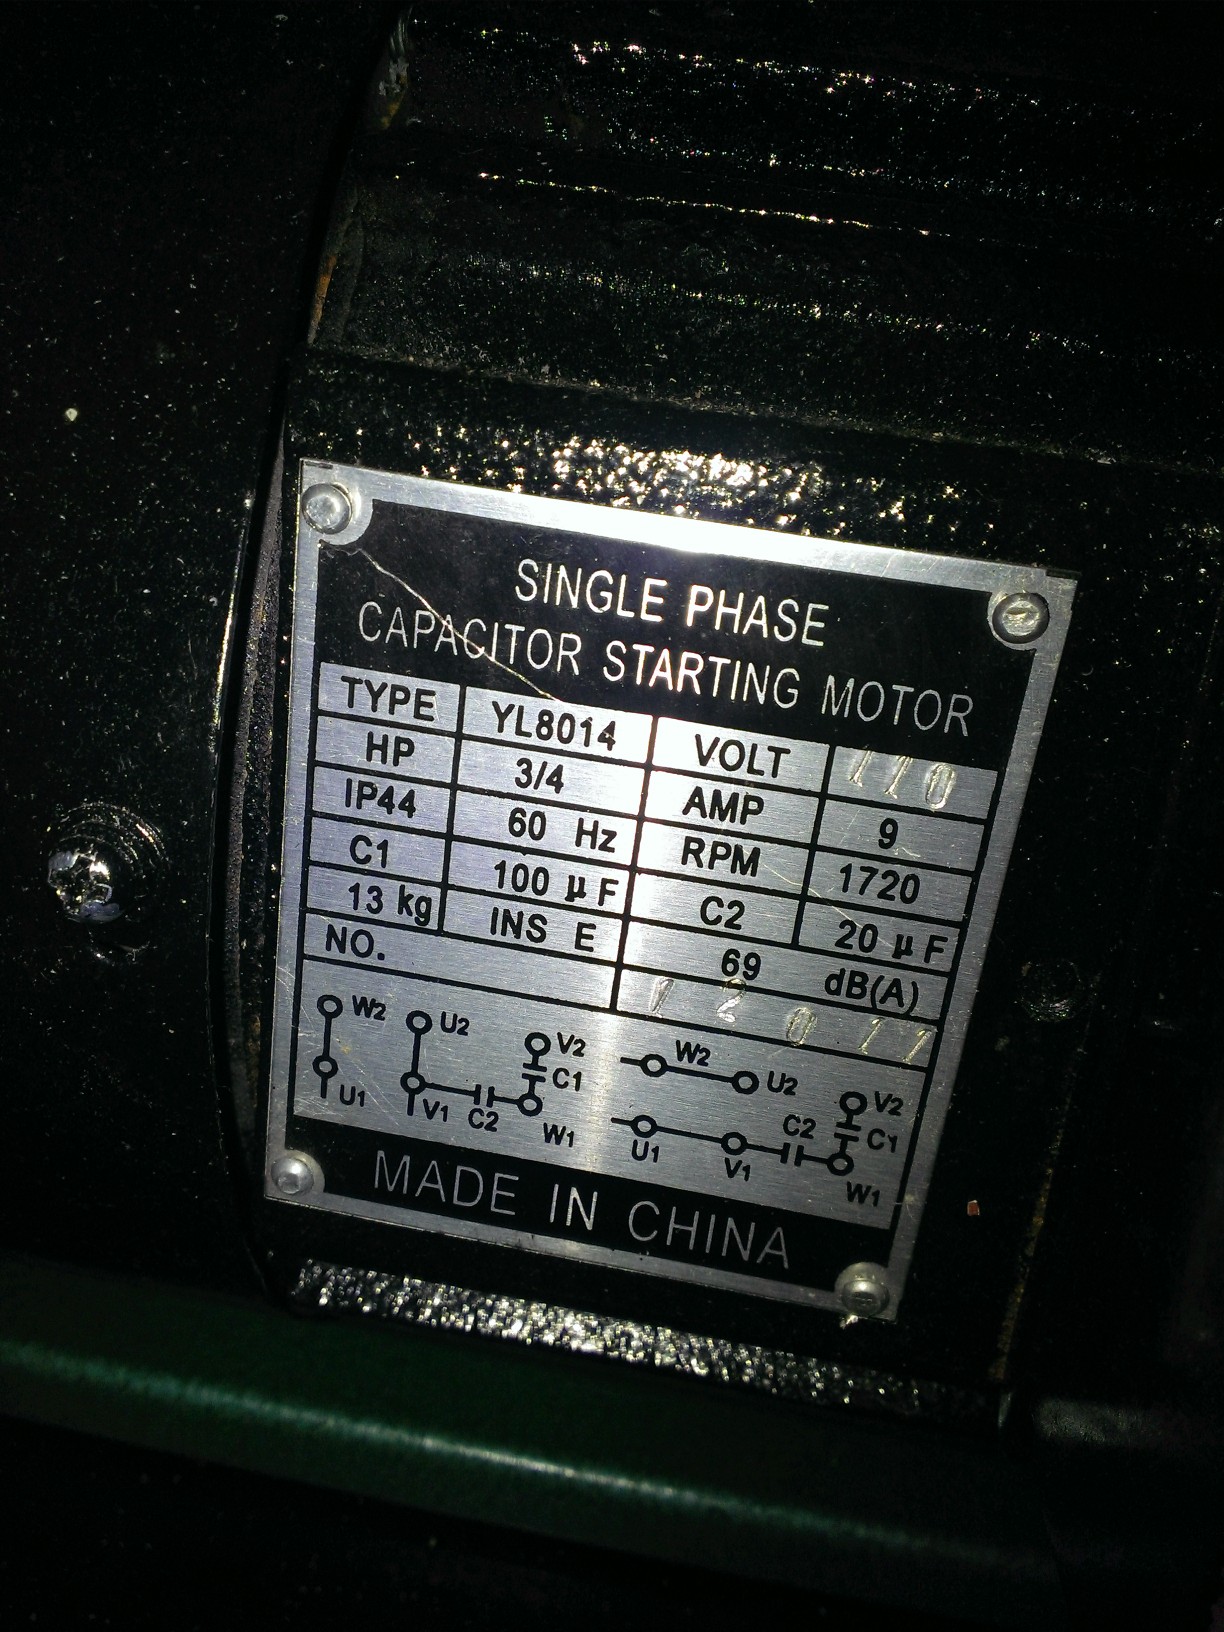 SINGLE PHASE
CAPACITOR STARTING MOTOR
TYPE YL8014 VOLT 110
HP 3/4 AMP 9
IP44 60 Hz RPM 1720
C1 100 μF C2 20 μF
13 kg INS E 69 dB(A)
NO. 12011
W2 U2 V2 W2 U2 V2
C1 C2 C1
U1 V1 C2 W1 U1 V1 W1
MADE IN CHINA